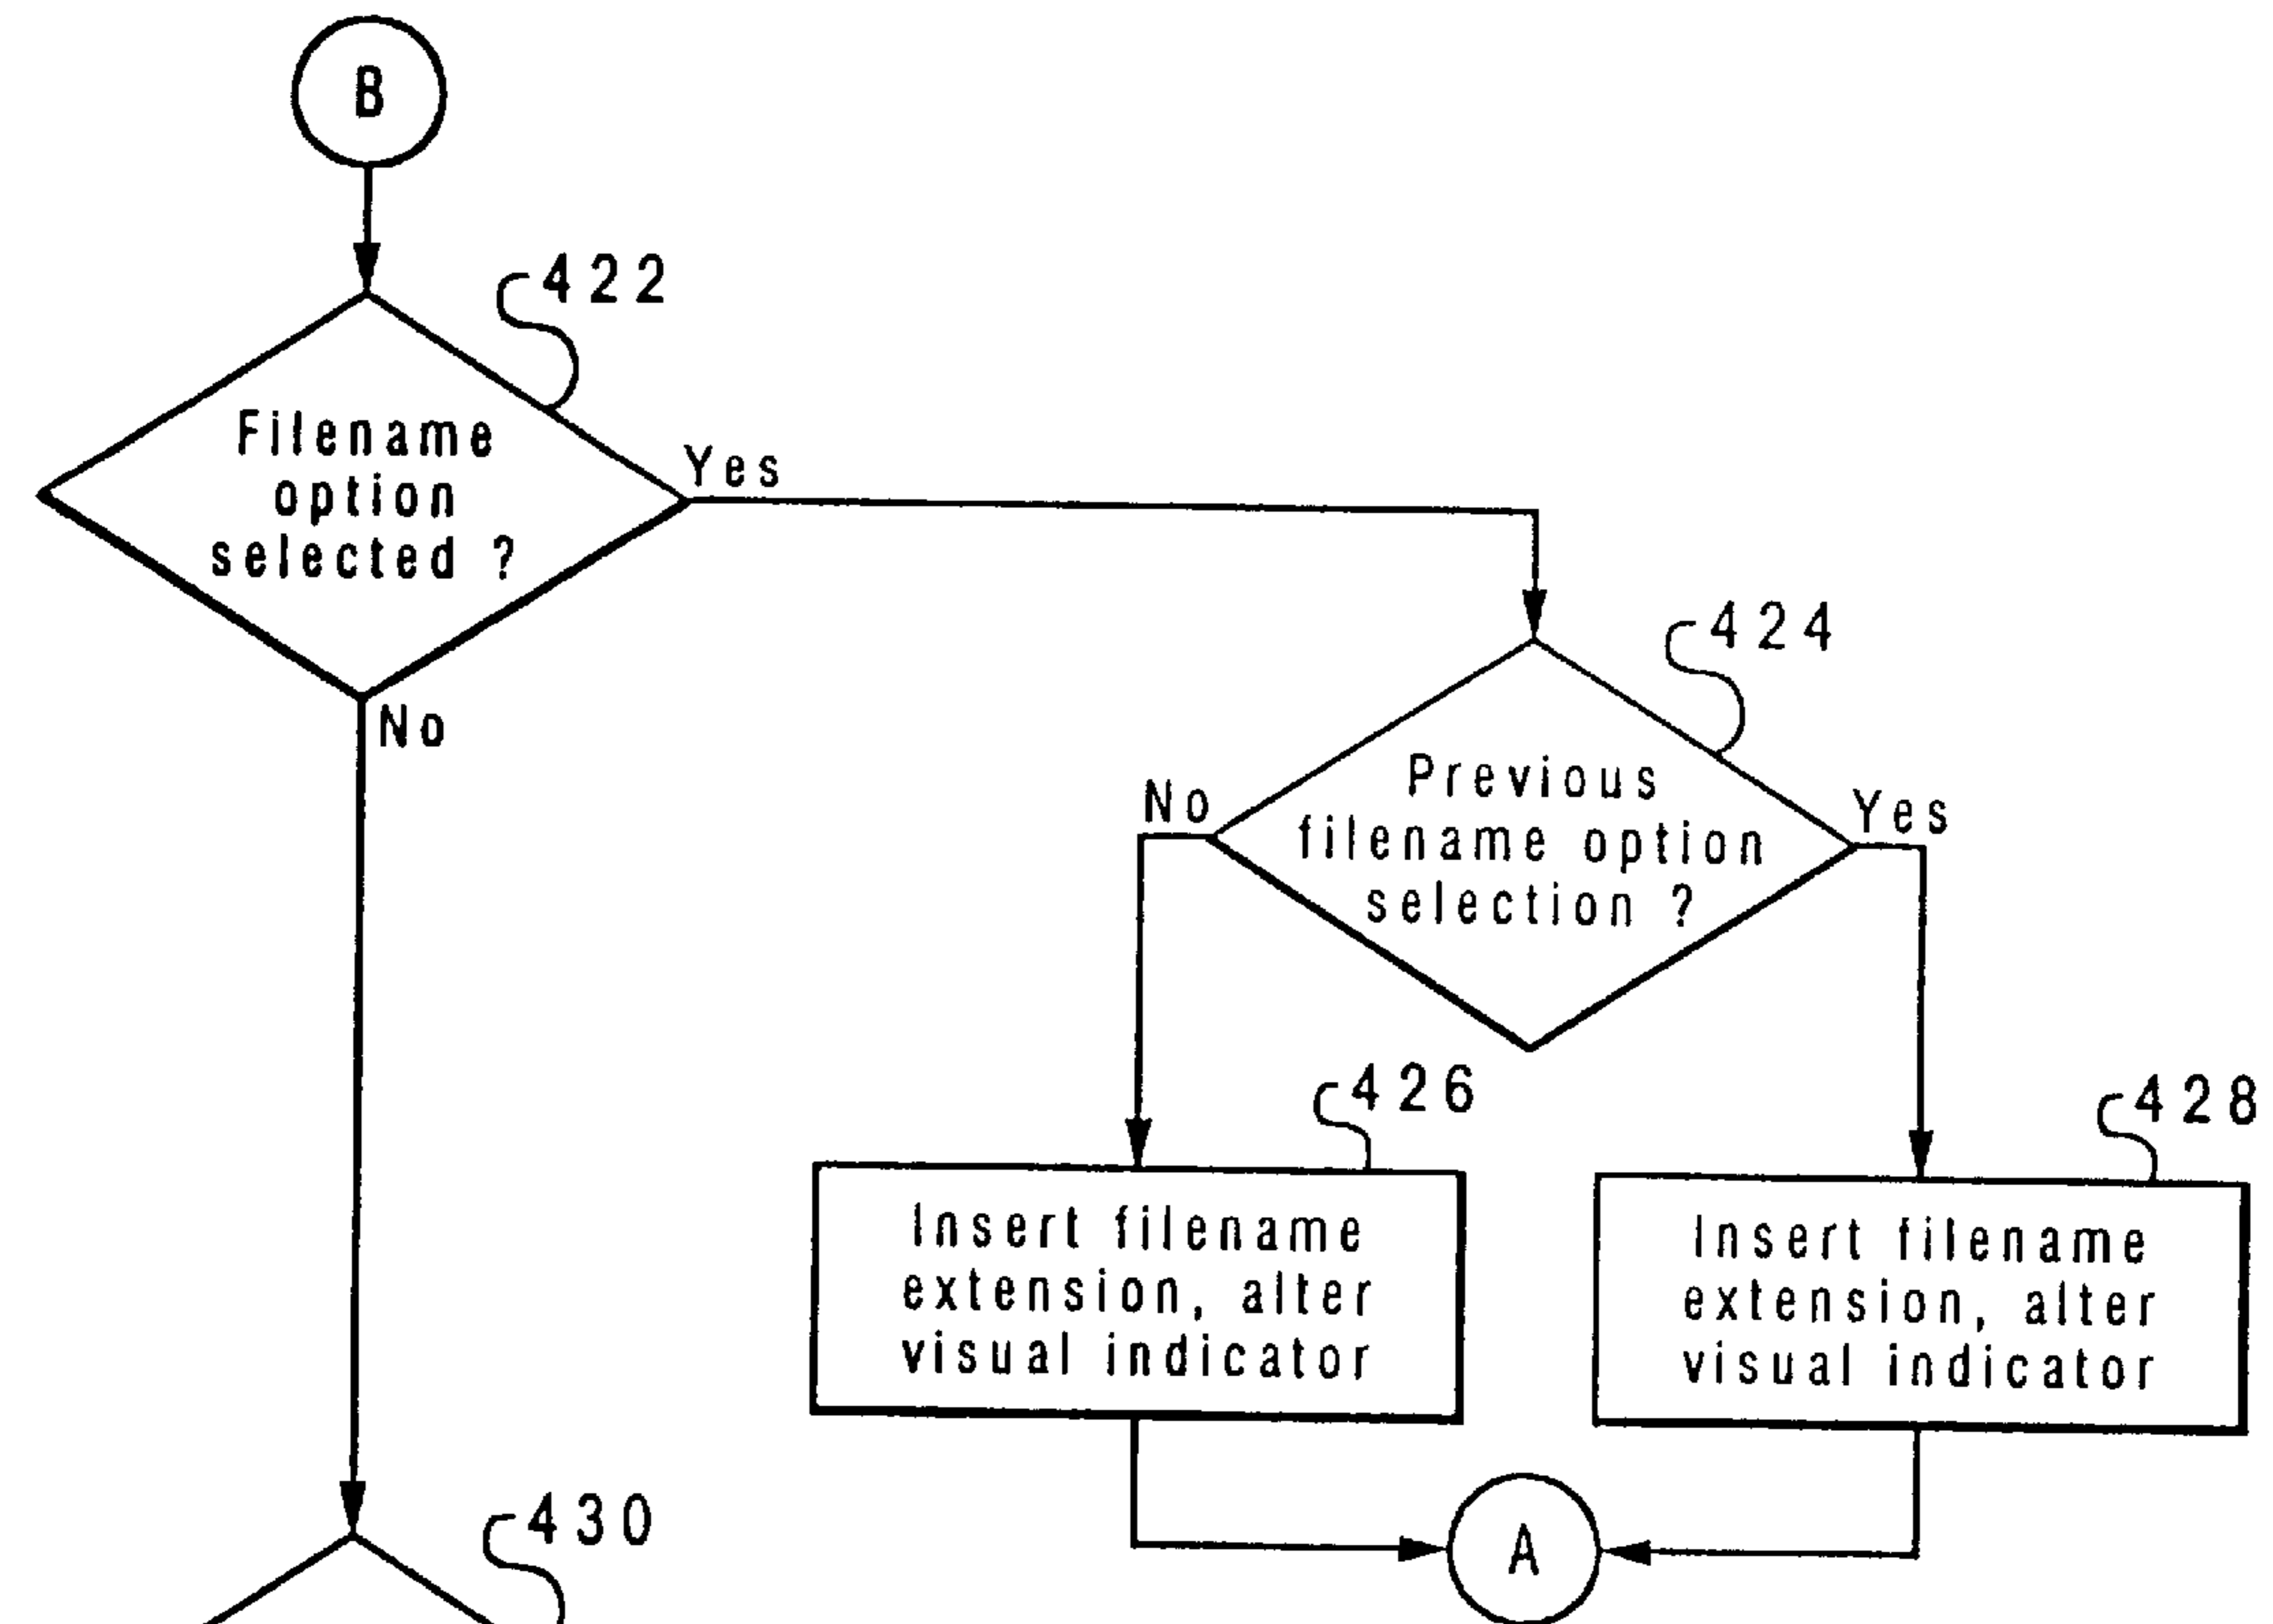 B
422
Filename
option
selected ?
Yes
No
424
Previous
filename option
selection ?
No
Yes
426
Insert filename
extension, alter
visual indicator
428
Insert filename
extension, alter
visual indicator
A
430